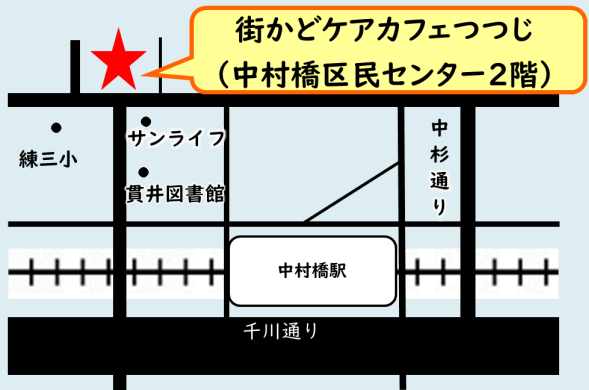 街かどケアカフェつつじ
（中村橋区民センター2階）
サンライフ
練三小
貫井図書館
中杉通り
中村橋駅
千川通り